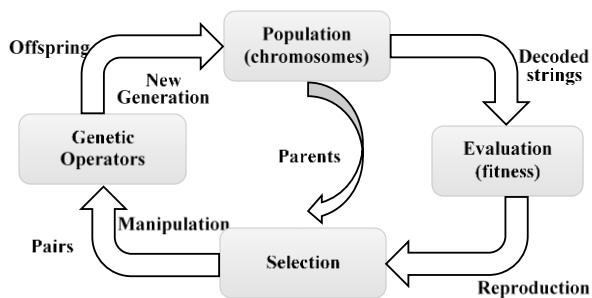 Offspring
Population
(chromosomes)
Decoded
strings
New
Generation
Genetic
Operators
Parents
Evaluation
(fitness)
Manipulation
Pairs
Selection
Reproduction